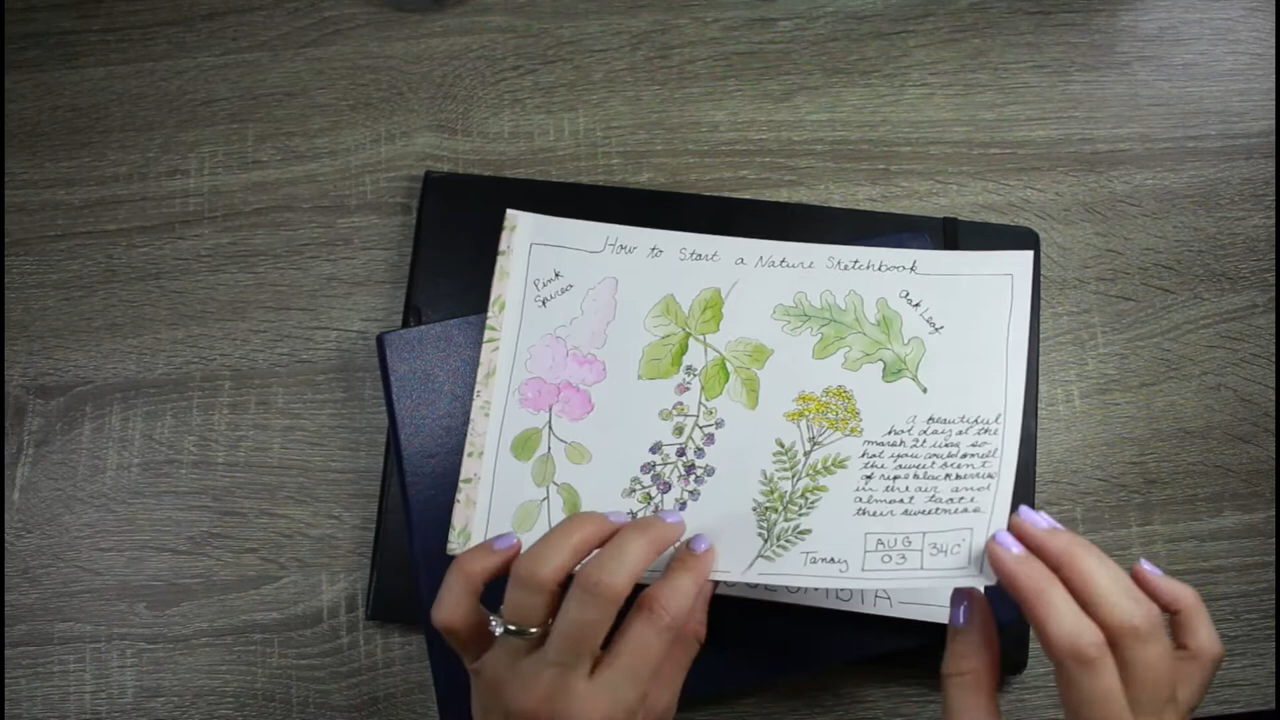 How to Start a Nature Sketchbook
Pink
Spirea
Oak Leaf
A beautiful
hot day at the
marsh It was so
hot you could smell
the sweet scent
of ripe blackberries
in the air and
almost taste
their sweetness
Tansy
AUG
03
34C°
COLUMBIA